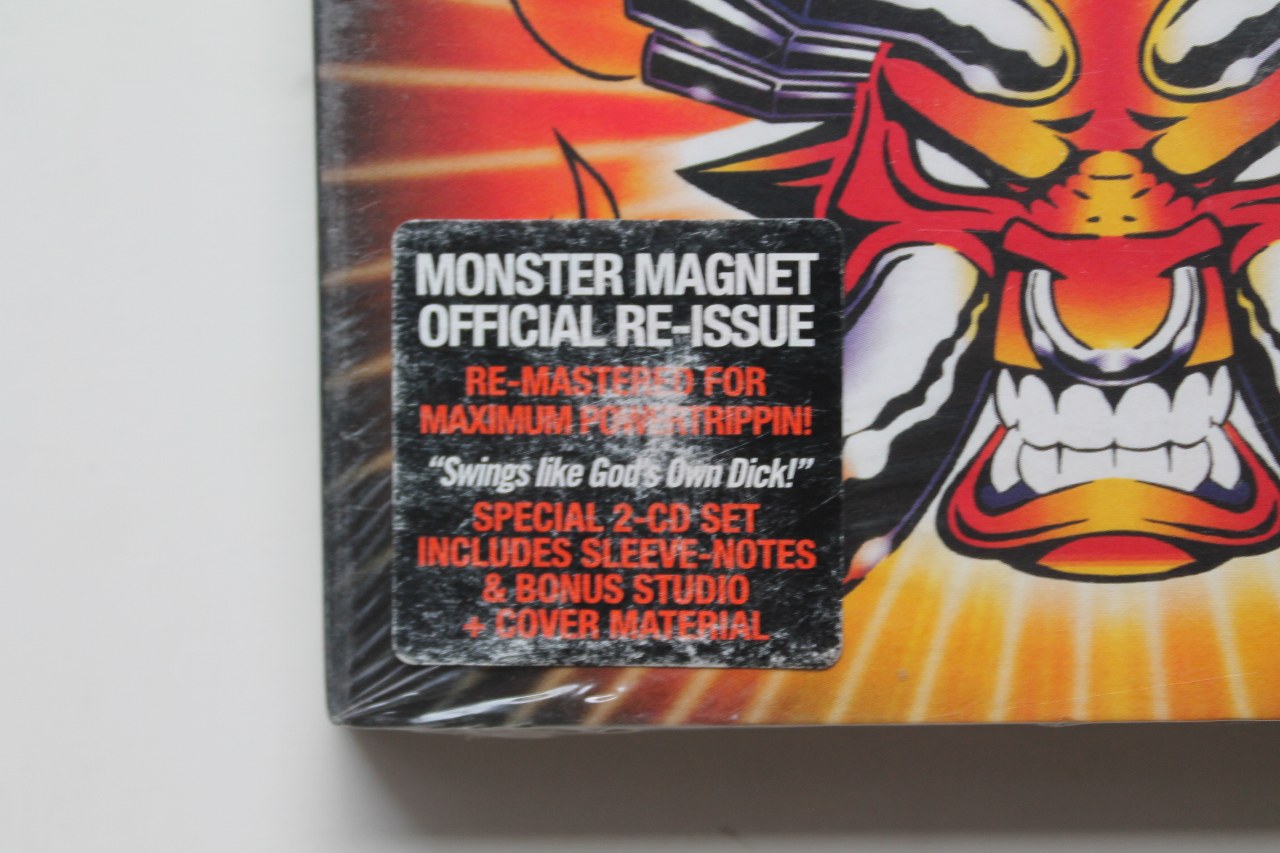 MONSTER MAGNET
OFFICIAL RE-ISSUE
RE-MASTERED FOR
MAXIMUM POWERTRIPPIN!
“Swings like God's Own Dick!”
SPECIAL 2-CD SET
INCLUDES SLEEVE-NOTES
& BONUS STUDIO
+ COVER MATERIAL